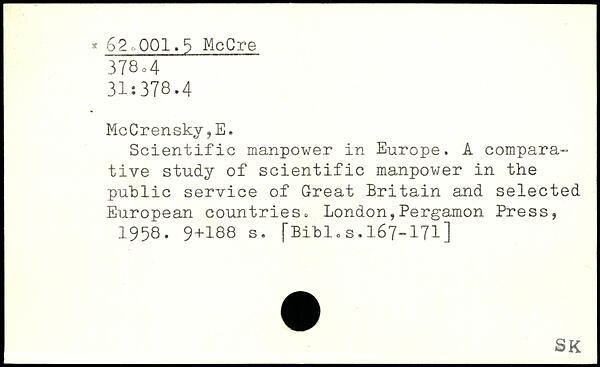 * 62.001.5 McCre
378.4
31:378.4
McCrensky,E.
Scientific manpower in Europe. A compara-
tive study of scientific manpower in the
public service of Great Britain and selected
European countries. London,Pergamon Press,
1958. 9+188 s. [Bibl.s.167-171]
SK